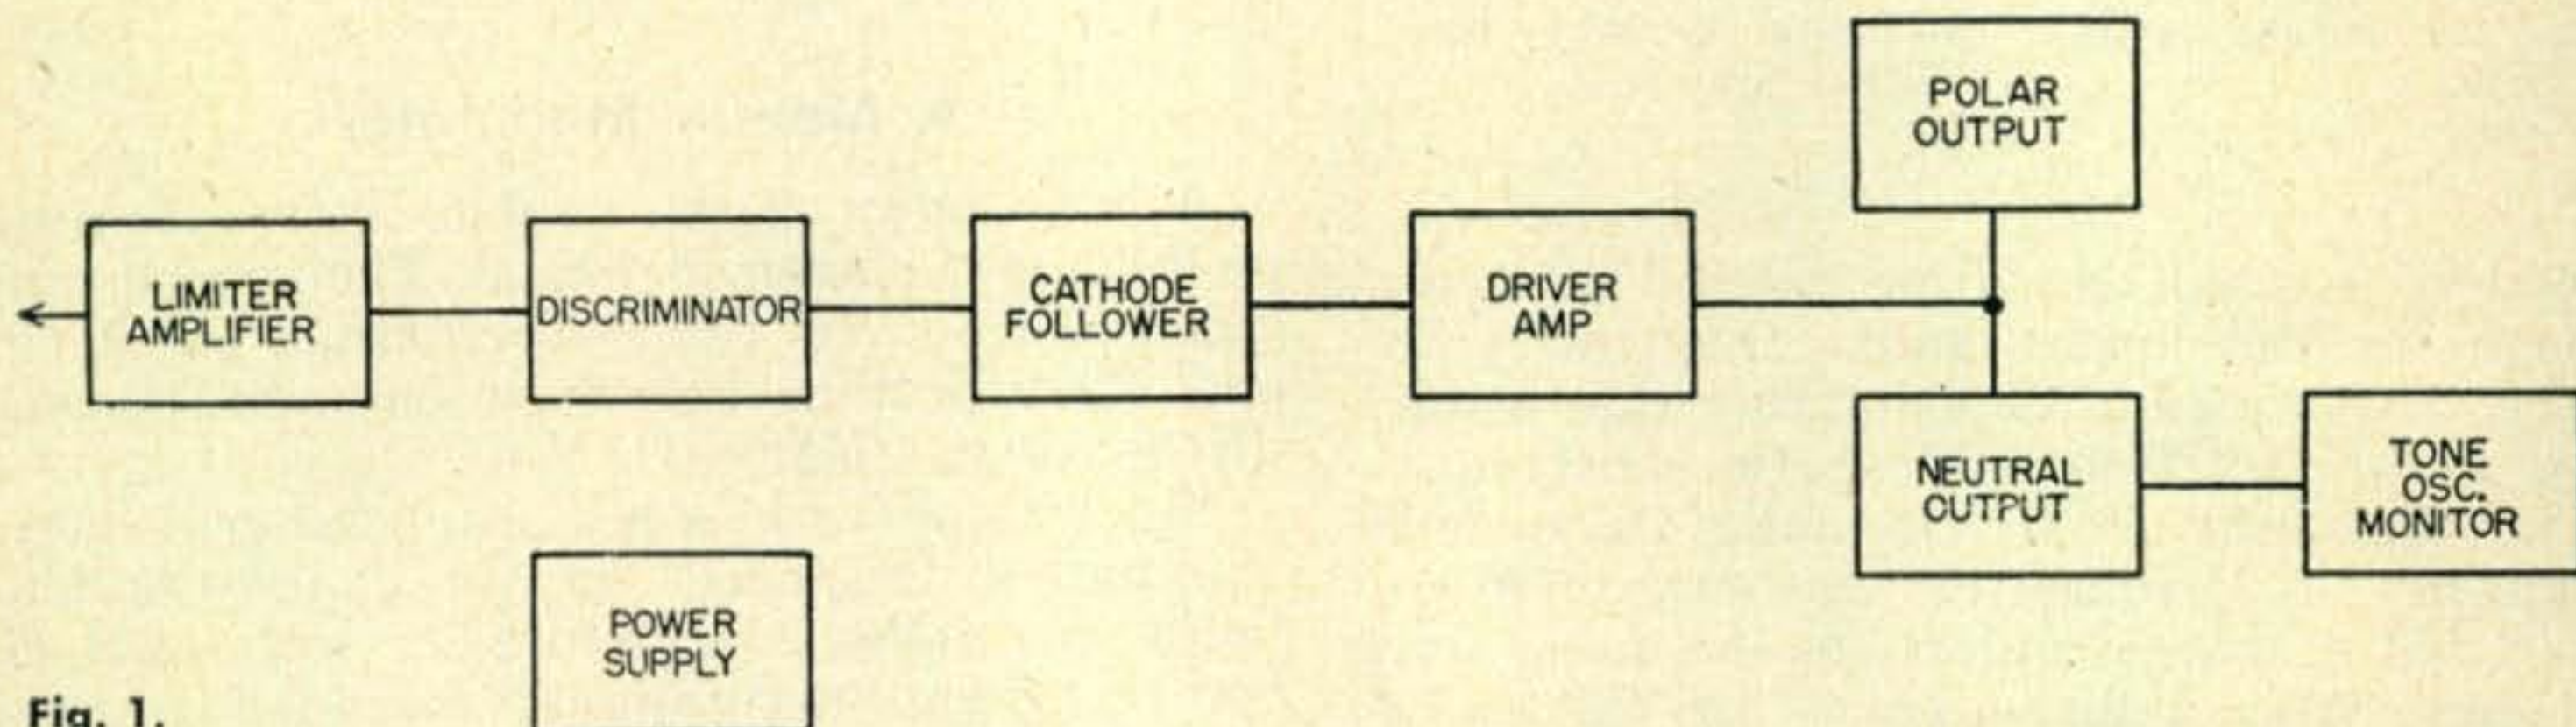 POLAR
OUTPUT
LIMITER
AMPLIFIER
DISCRIMINATOR
CATHODE
FOLLOWER
DRIVER
AMP
NEUTRAL
OUTPUT
TONE
OSC.
MONITOR
POWER
SUPPLY
Fig. 1.